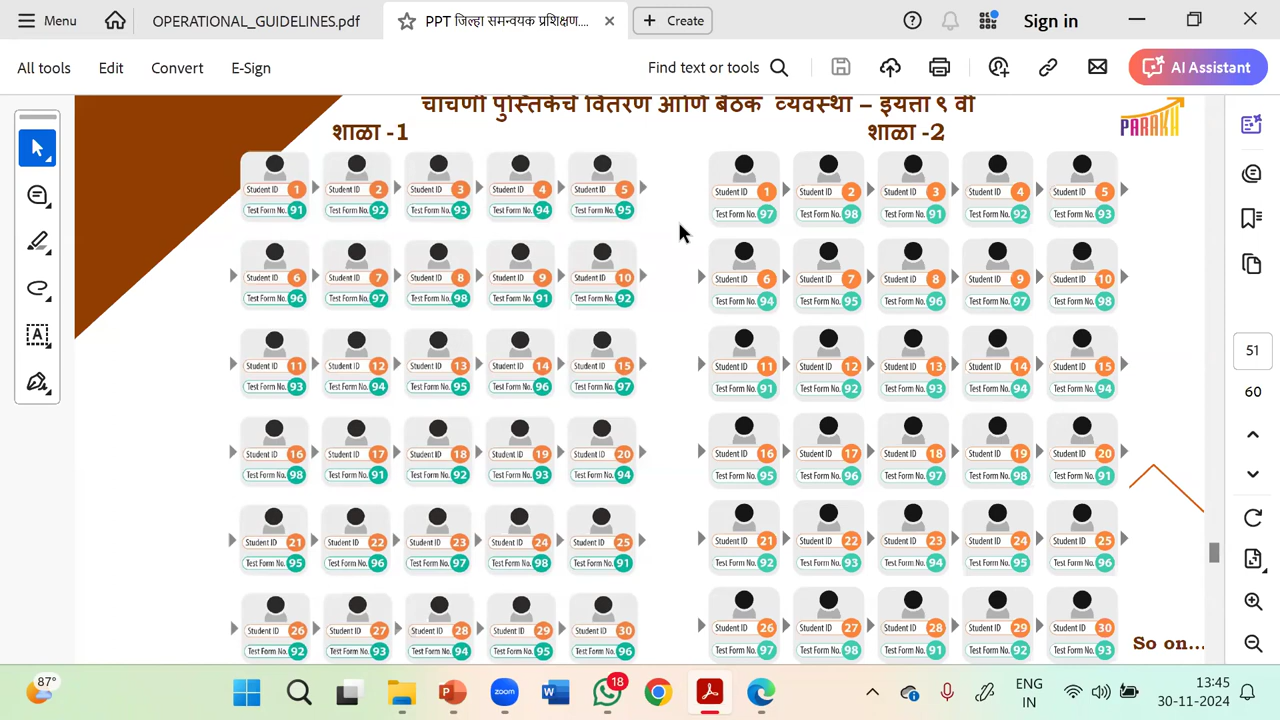 Menu
OPERATIONAL_GUIDELINES.pdf
PPT जिल्हा समन्वयक प्रशिक्षण....
Create
Sign in
All tools
Edit
Convert
E-Sign
Find text or tools
AI Assistant
चाचणी पुस्तिकेचे वितरण आणि बैठक व्यवस्था – इयत्ता ९ वी
PARAKH
शाळा -1
शाळा -2
Student ID 1 Student ID 2 Student ID 3 Student ID 4 Student ID 5
Test Form No. 91 Test Form No. 92 Test Form No. 93 Test Form No. 94 Test Form No. 95
Student ID 6 Student ID 7 Student ID 8 Student ID 9 Student ID 10
Test Form No. 96 Test Form No. 97 Test Form No. 98 Test Form No. 91 Test Form No. 92
Student ID 11 Student ID 12 Student ID 13 Student ID 14 Student ID 15
Test Form No. 93 Test Form No. 94 Test Form No. 95 Test Form No. 96 Test Form No. 97
Student ID 16 Student ID 17 Student ID 18 Student ID 19 Student ID 20
Test Form No. 98 Test Form No. 91 Test Form No. 92 Test Form No. 93 Test Form No. 94
Student ID 21 Student ID 22 Student ID 23 Student ID 24 Student ID 25
Test Form No. 95 Test Form No. 96 Test Form No. 97 Test Form No. 98 Test Form No. 91
Student ID 26 Student ID 27 Student ID 28 Student ID 29 Student ID 30
Test Form No. 92 Test Form No. 93 Test Form No. 94 Test Form No. 95 Test Form No. 96
Student ID 1 Student ID 2 Student ID 3 Student ID 4 Student ID 5
Test Form No. 97 Test Form No. 98 Test Form No. 91 Test Form No. 92 Test Form No. 93
Student ID 6 Student ID 7 Student ID 8 Student ID 9 Student ID 10
Test Form No. 94 Test Form No. 95 Test Form No. 96 Test Form No. 97 Test Form No. 98
Student ID 11 Student ID 12 Student ID 13 Student ID 14 Student ID 15
Test Form No. 91 Test Form No. 92 Test Form No. 93 Test Form No. 94 Test Form No. 94
Student ID 16 Student ID 17 Student ID 18 Student ID 19 Student ID 20
Test Form No. 95 Test Form No. 96 Test Form No. 97 Test Form No. 98 Test Form No. 91
Student ID 21 Student ID 22 Student ID 23 Student ID 24 Student ID 25
Test Form No. 92 Test Form No. 93 Test Form No. 94 Test Form No. 95 Test Form No. 96
Student ID 26 Student ID 27 Student ID 28 Student ID 29 Student ID 30
Test Form No. 97 Test Form No. 98 Test Form No. 91 Test Form No. 92 Test Form No. 93
So on...
51
60
87°
zoom
18
ENG
IN
13:45
30-11-2024